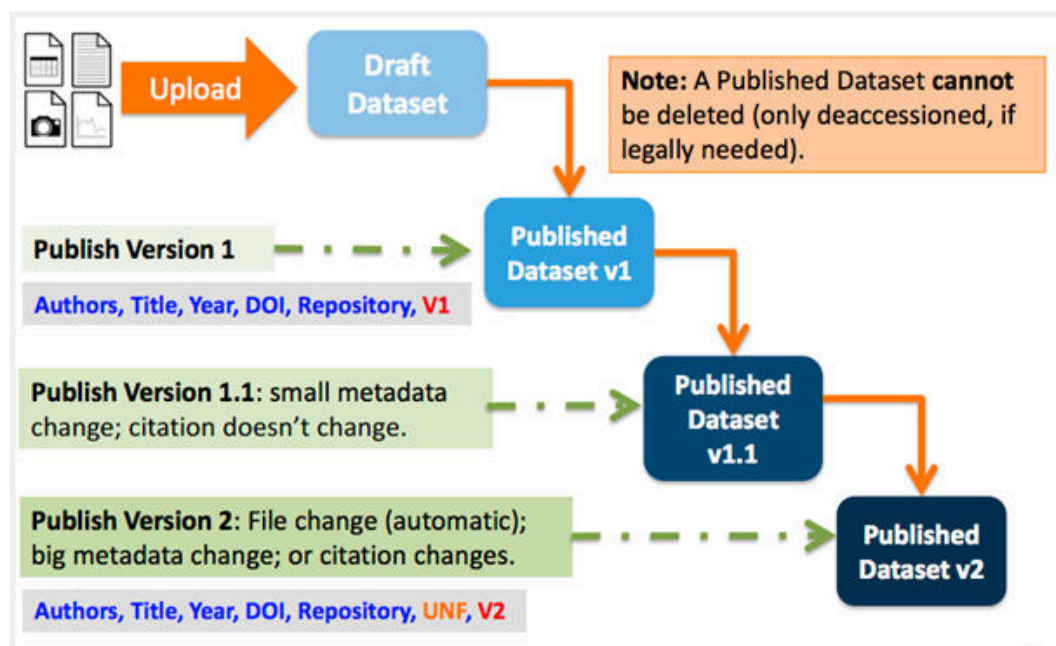 Upload
Draft
Dataset
Note: A Published Dataset cannot
be deleted (only deaccessioned, if
legally needed).
Publish Version 1
Published
Dataset v1
Authors, Title, Year, DOI, Repository, V1
Publish Version 1.1: small metadata
change; citation doesn’t change.
Published
Dataset
v1.1
Publish Version 2: File change (automatic);
big metadata change; or citation changes.
Published
Dataset v2
Authors, Title, Year, DOI, Repository, UNF, V2